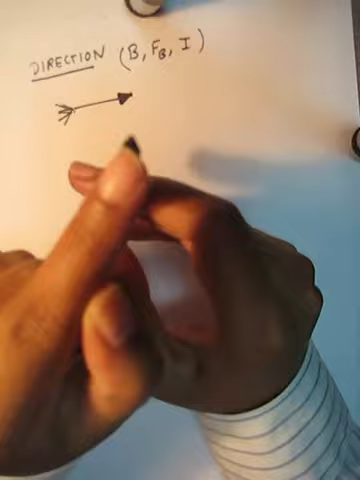 DIRECTION (B, FB, I)